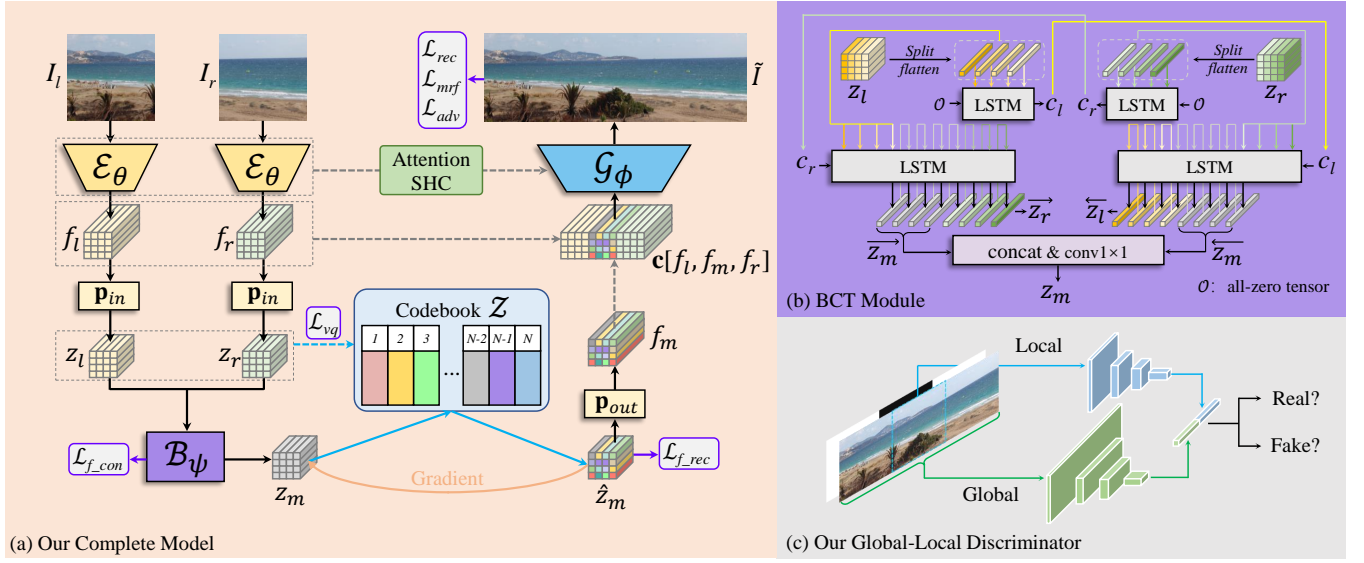 I_l
I_r
Ĩ
ℒ_rec
ℒ_mrf
ℒ_adv
ℰ_θ
ℰ_θ
Attention
SHC
𝒢_ϕ
f_l
f_r
c[f_l, f_m, f_r]
p_in
p_in
ℒ_vq
Codebook 𝒵
1 2 3 ... N-2 N-1 N
f_m
z_l
z_r
p_out
ℒ_f_con
ℬ_ψ
z_m
Gradient
ẑ_m
ℒ_f_rec
(a) Our Complete Model
z_l
Split
flatten
Split
flatten
z_r
𝒪
LSTM
c_l
c_r
LSTM
𝒪
c_r
LSTM
LSTM
c_l
z_r→
z_l←
z_m→
concat & conv1×1
z_m←
z_m
𝒪: all-zero tensor
(b) BCT Module
Local
Real?
Fake?
Global
(c) Our Global-Local Discriminator